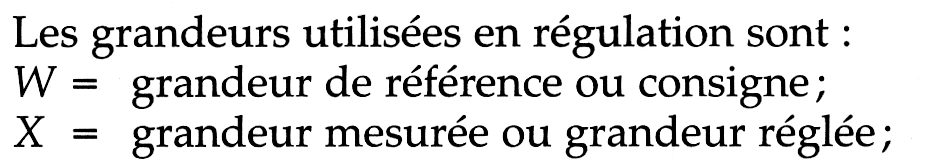 Les grandeurs utilisées en régulation sont :
W = grandeur de référence ou consigne;
X = grandeur mesurée ou grandeur réglée;